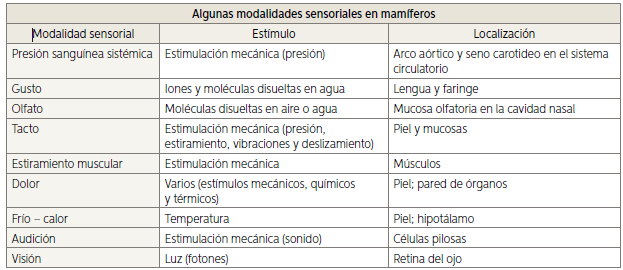 Algunas modalidades sensoriales en mamíferos
Modalidad sensorial Estímulo Localización
Presión sanguínea sistémica Estimulación mecánica (presión) Arco aórtico y seno carotideo en el sistema
circulatorio
Gusto Iones y moléculas disueltas en agua Lengua y faringe
Olfato Moléculas disueltas en aire o agua Mucosa olfatoria en la cavidad nasal
Tacto Estimulación mecánica (presión, Piel y mucosas
estiramiento, vibraciones y deslizamiento)
Estiramiento muscular Estimulación mecánica Músculos
Dolor Varios (estímulos mecánicos, químicos Piel; pared de órganos
y térmicos)
Frío – calor Temperatura Piel; hipotálamo
Audición Estimulación mecánica (sonido) Células pilosas
Visión Luz (fotones) Retina del ojo